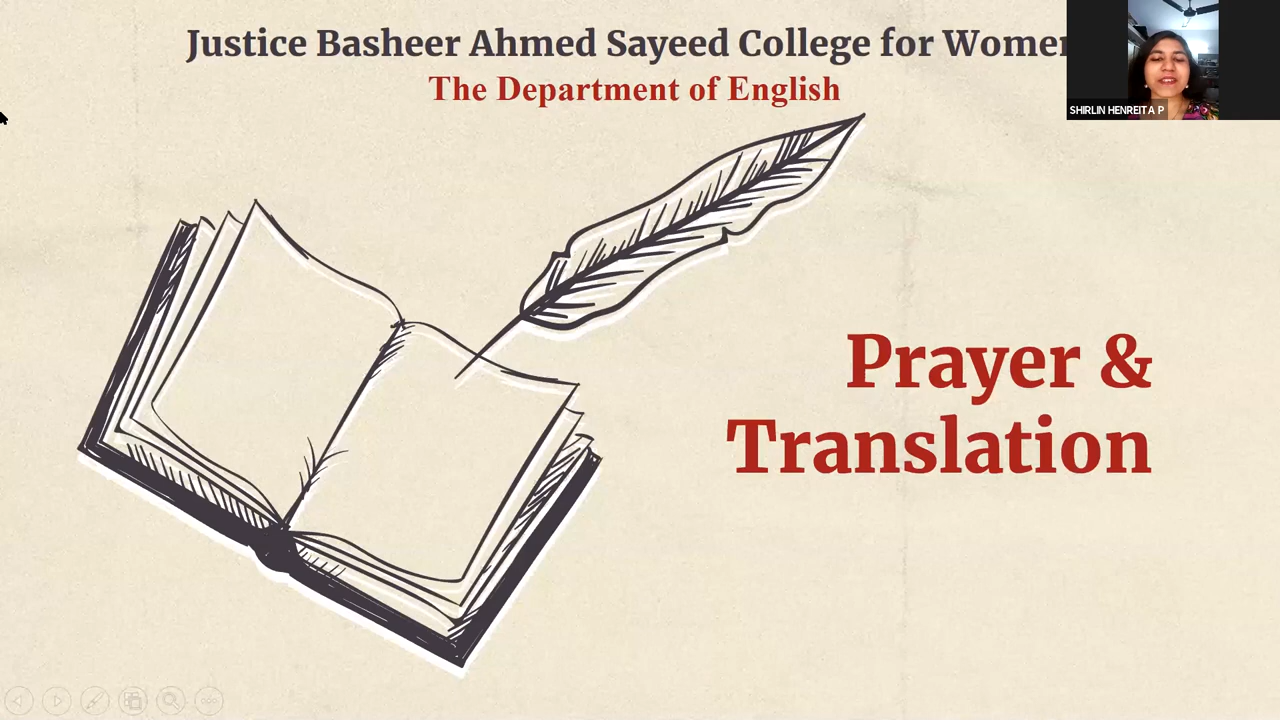 Justice Basheer Ahmed Sayeed College for Women
The Department of English
SHIRLIN HENREITA P
Prayer &
Translation